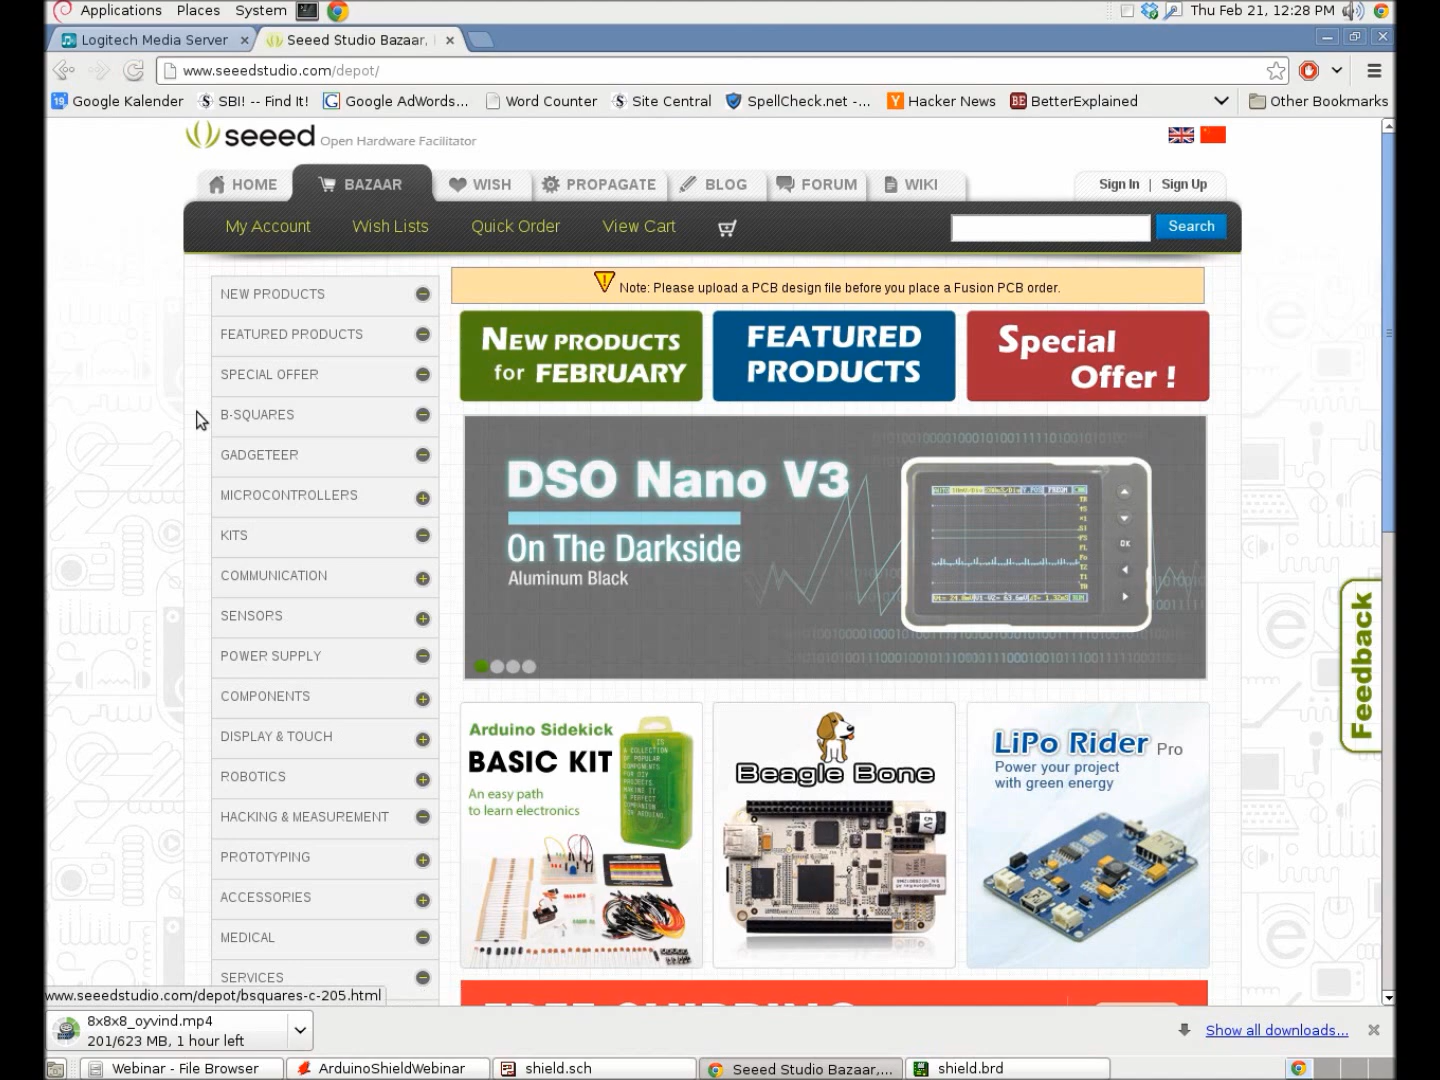 Applications Places System Thu Feb 21, 12:28 PM
Logitech Media Server × Seeed Studio Bazaar, ×
www.seeedstudio.com/depot/
19 Google Kalender SBI! -- Find It! Google AdWords... Word Counter Site Central SpellCheck.net -... Y Hacker News BE BetterExplained Other Bookmarks
seeed Open Hardware Facilitator
HOME BAZAAR WISH PROPAGATE BLOG FORUM WIKI Sign In | Sign Up
My Account Wish Lists Quick Order View Cart Search
Note: Please upload a PCB design file before you place a Fusion PCB order.
NEW PRODUCTS
FEATURED PRODUCTS
SPECIAL OFFER
B-SQUARES
GADGETEER
MICROCONTROLLERS
KITS
COMMUNICATION
SENSORS
POWER SUPPLY
COMPONENTS
DISPLAY & TOUCH
ROBOTICS
HACKING & MEASUREMENT
PROTOTYPING
ACCESSORIES
MEDICAL
SERVICES
NEW PRODUCTS
for FEBRUARY
FEATURED
PRODUCTS
Special
Offer !
DSO Nano V3
On The Darkside
Aluminum Black
OK
Arduino Sidekick
BASIC KIT
An easy path
to learn electronics
Beagle Bone
5V
LiPo Rider Pro
Power your project
with green energy
FREE SHIPPING
Feedback
www.seeedstudio.com/depot/bsquares-c-205.html
8x8x8_oyvind.mp4
201/623 MB, 1 hour left
Show all downloads...
Webinar - File Browser ArduinoShieldWebinar shield.sch Seeed Studio Bazaar,... shield.brd